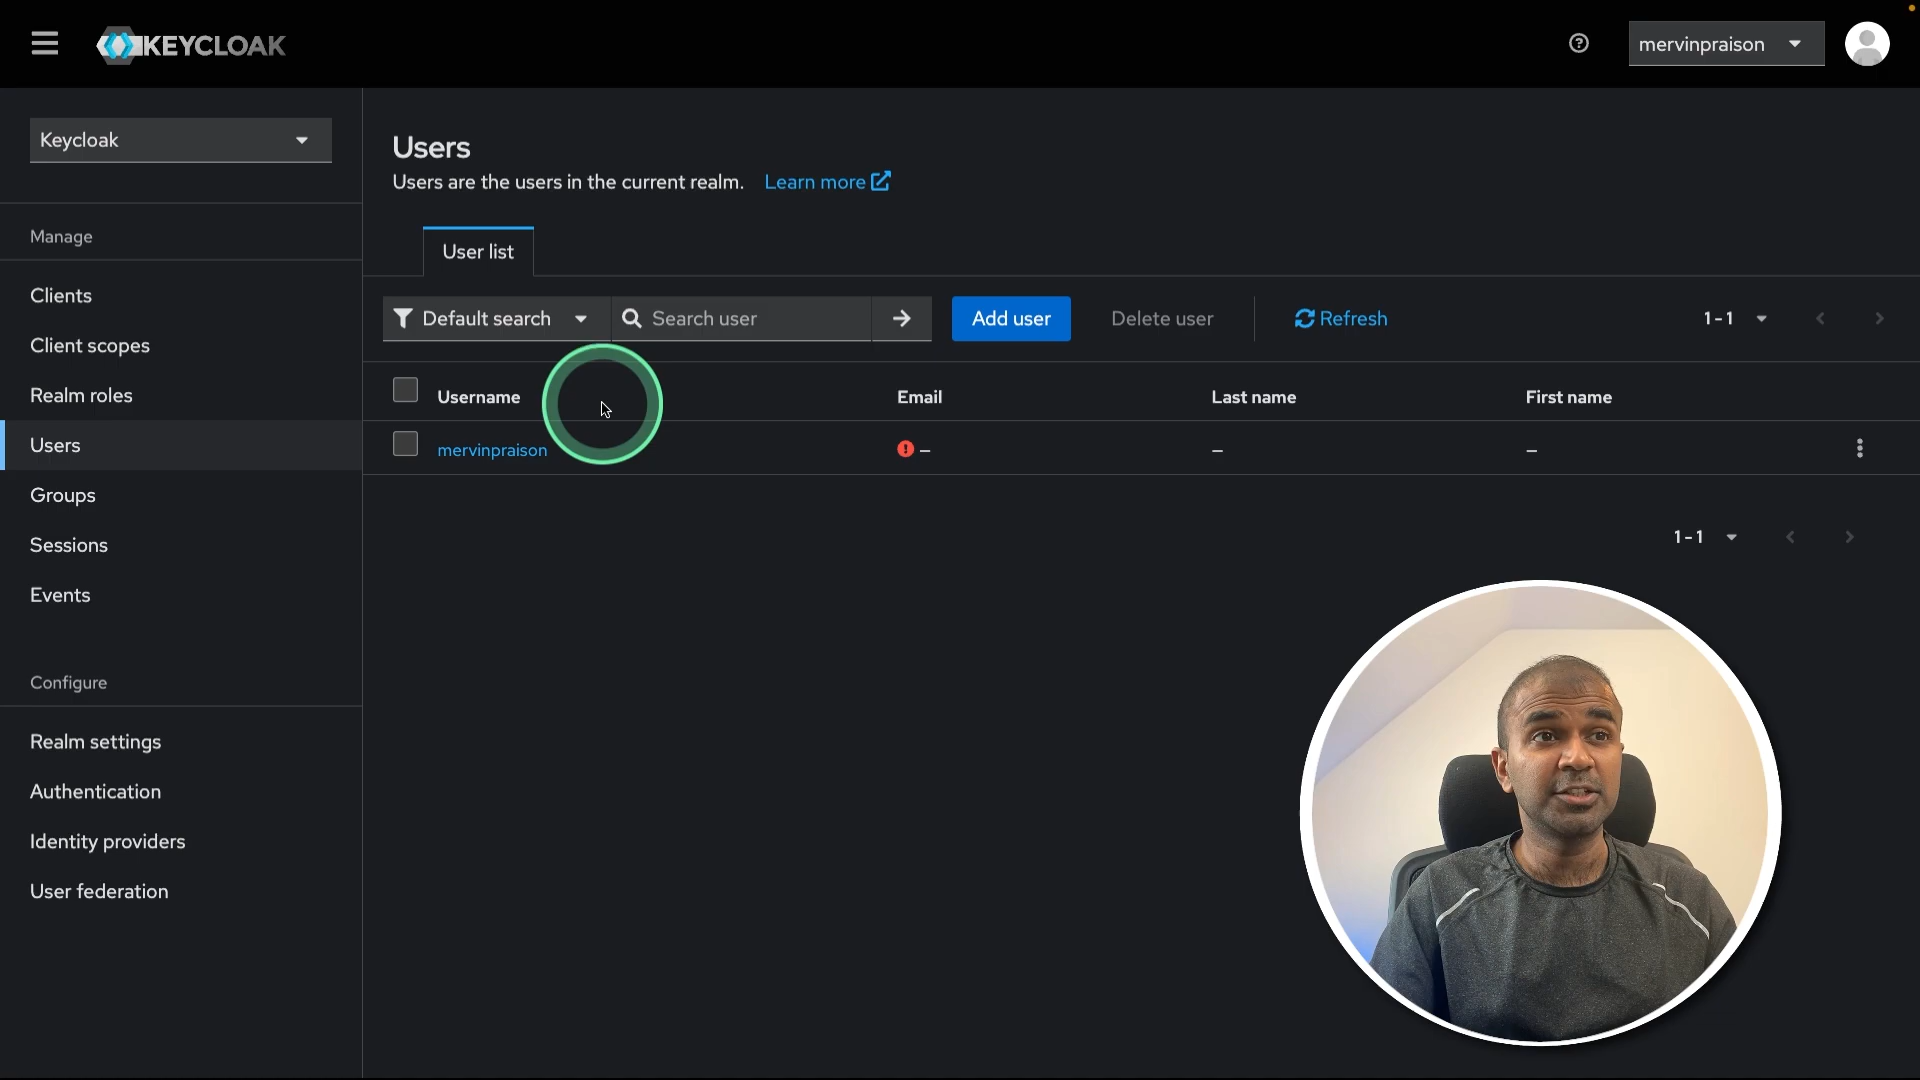 KEYCLOAK
mervinpraison
Keycloak
Manage
Clients
Client scopes
Realm roles
Users
Groups
Sessions
Events
Configure
Realm settings
Authentication
Identity providers
User federation
Users
Users are the users in the current realm. Learn more
User list
Default search Search user Add user Delete user Refresh 1 - 1
Username Email Last name First name
mervinpraison – – –
1 - 1